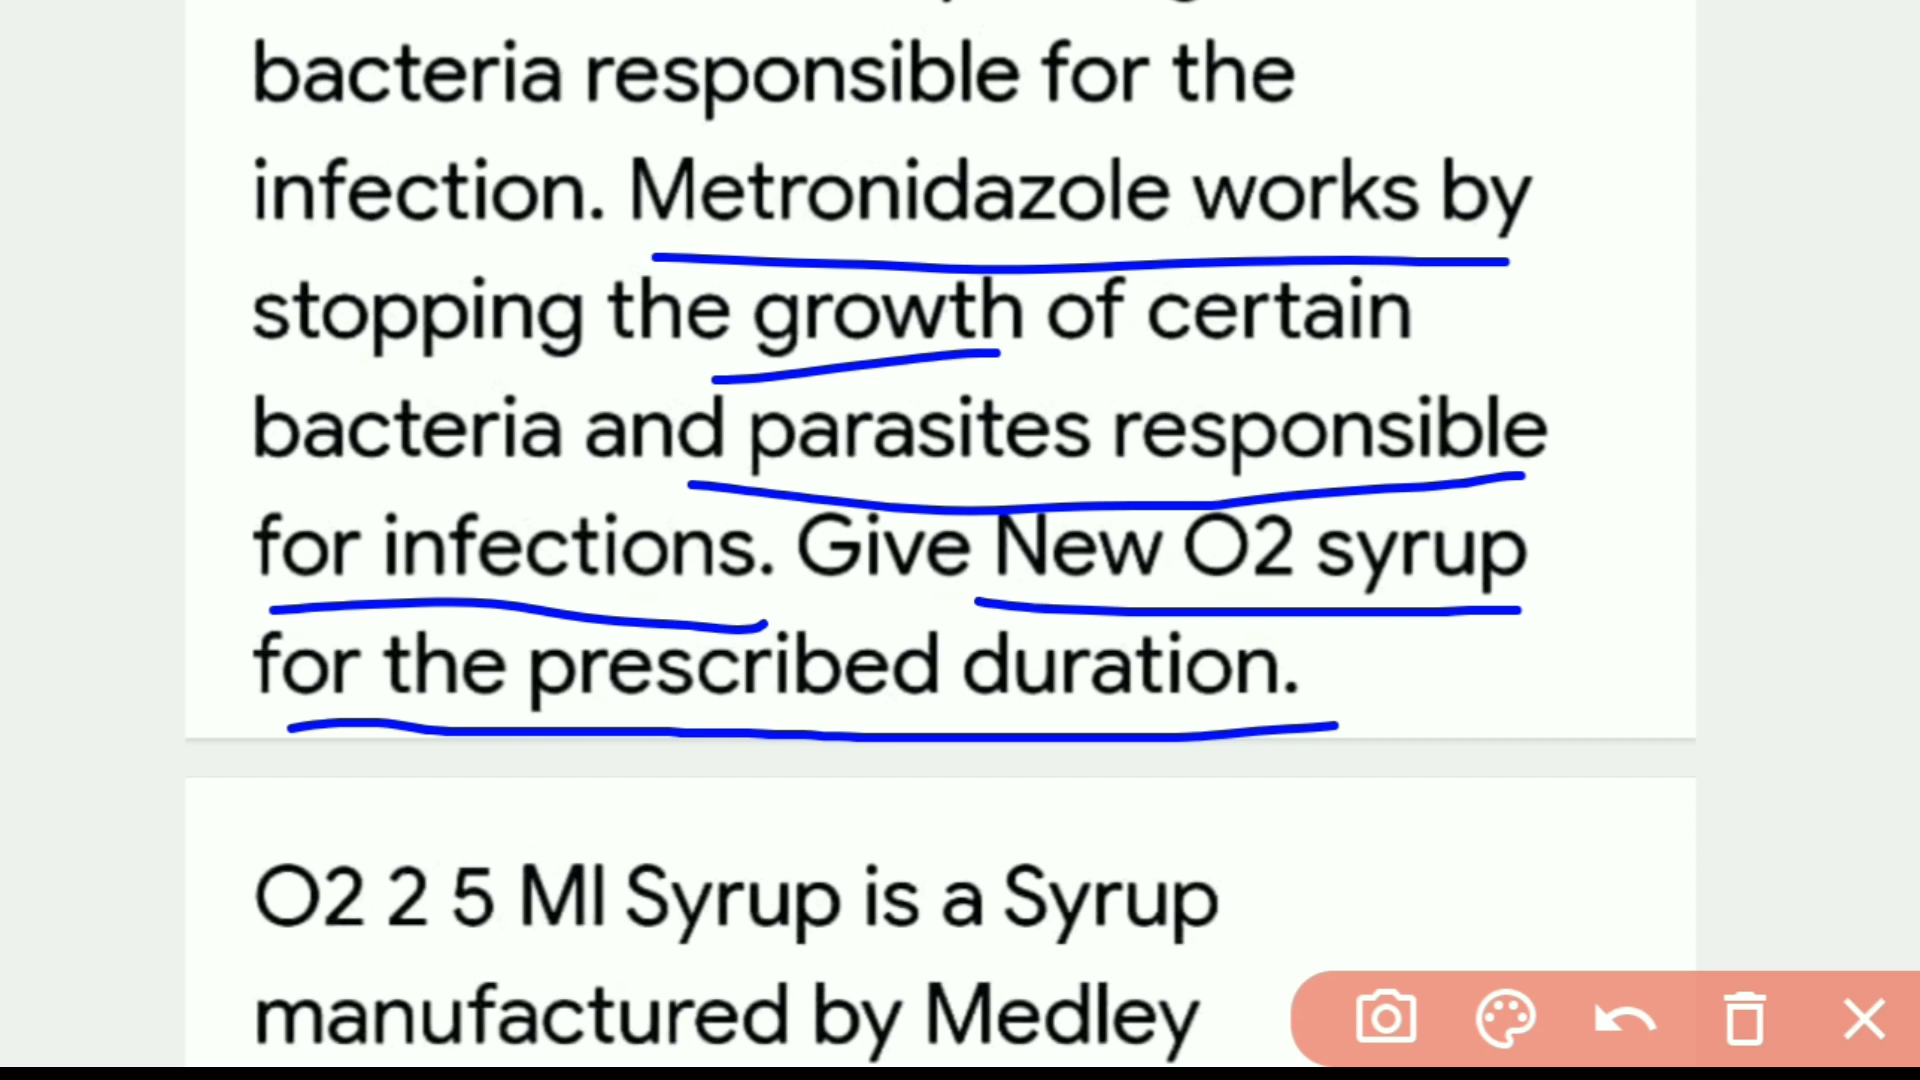 bacteria responsible for the
infection. Metronidazole works by
stopping the growth of certain
bacteria and parasites responsible
for infections. Give New O2 syrup
for the prescribed duration.
O2 2 5 Ml Syrup is a Syrup
manufactured by Medley